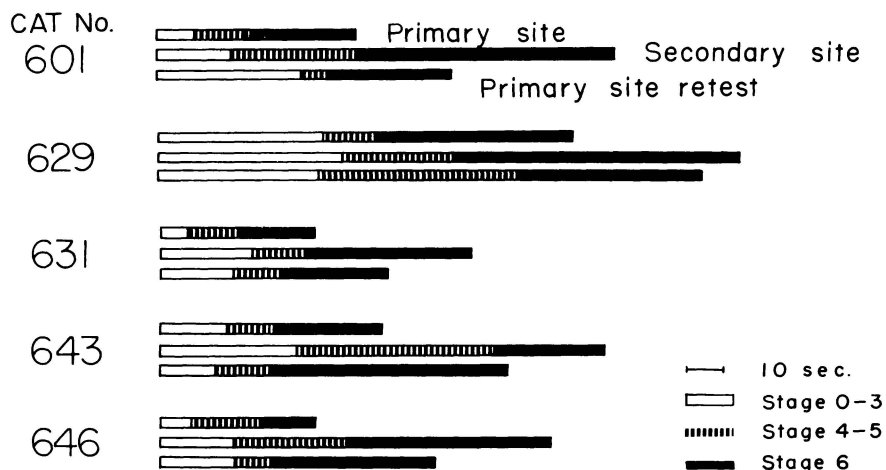 CAT No.
601
Primary site
Secondary site
Primary site retest
629
631
643
646
10 sec.
Stage 0-3
Stage 4-5
Stage 6